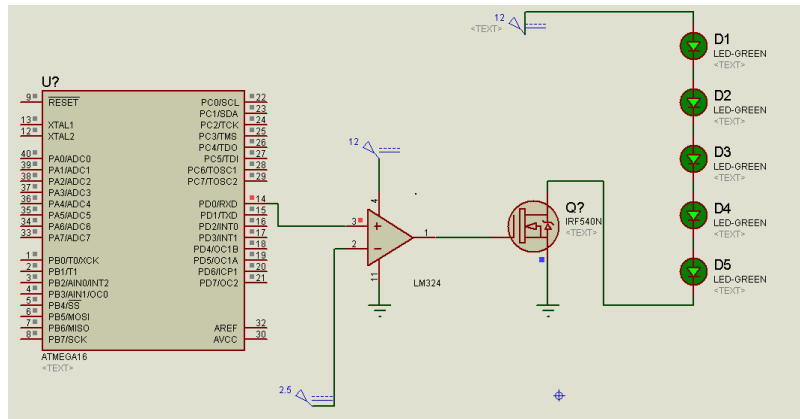 12
<TEXT>
D1
LED-GREEN
<TEXT>
D2
LED-GREEN
<TEXT>
D3
LED-GREEN
<TEXT>
D4
LED-GREEN
<TEXT>
D5
LED-GREEN
<TEXT>
U?
9 RESET
13 XTAL1
12 XTAL2
40 PA0/ADC0
39 PA1/ADC1
38 PA2/ADC2
37 PA3/ADC3
36 PA4/ADC4
35 PA5/ADC5
34 PA6/ADC6
33 PA7/ADC7
1 PB0/T0/XCK
2 PB1/T1
3 PB2/AIN0/INT2
4 PB3/AIN1/OC0
5 PB4/SS
6 PB5/MOSI
7 PB6/MISO
8 PB7/SCK
PC0/SCL 22
PC1/SDA 23
PC2/TCK 24
PC3/TMS 25
PC4/TDO 26
PC5/TDI 27
PC6/TOSC1 28
PC7/TOSC2 29
PD0/RXD 14
PD1/TXD 15
PD2/INT0 16
PD3/INT1 17
PD4/OC1B 18
PD5/OC1A 19
PD6/ICP1 20
PD7/OC2 21
AREF 32
AVCC 30
ATMEGA16
<TEXT>
12
4
3
2
1
11
LM324
Q?
IRF540N
<TEXT>
2.5